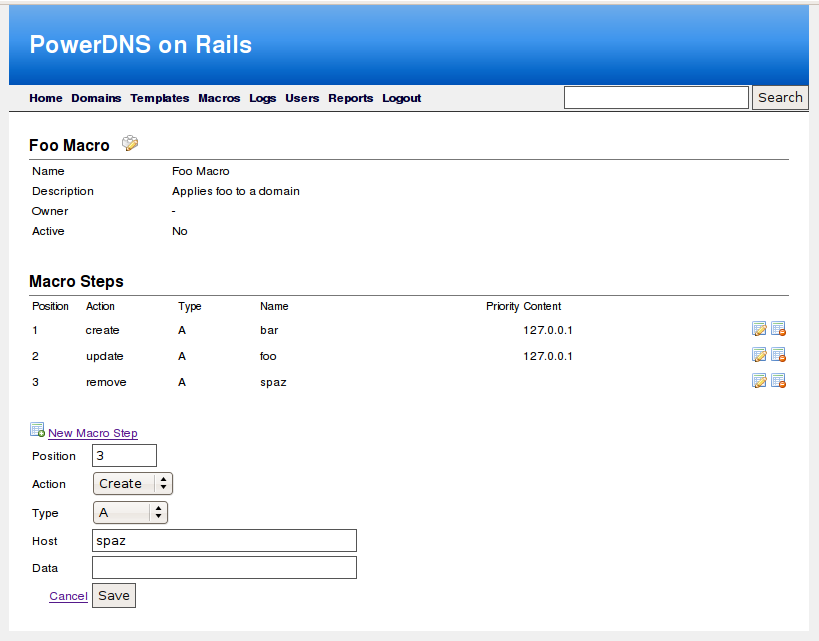 PowerDNS on Rails
Home Domains Templates Macros Logs Users Reports Logout Search
Foo Macro
Name Foo Macro
Description Applies foo to a domain
Owner -
Active No
Macro Steps
Position Action Type Name Priority Content
1 create A bar 127.0.0.1
2 update A foo 127.0.0.1
3 remove A spaz
New Macro Step
Position 3
Action Create
Type A
Host spaz
Data
Cancel Save